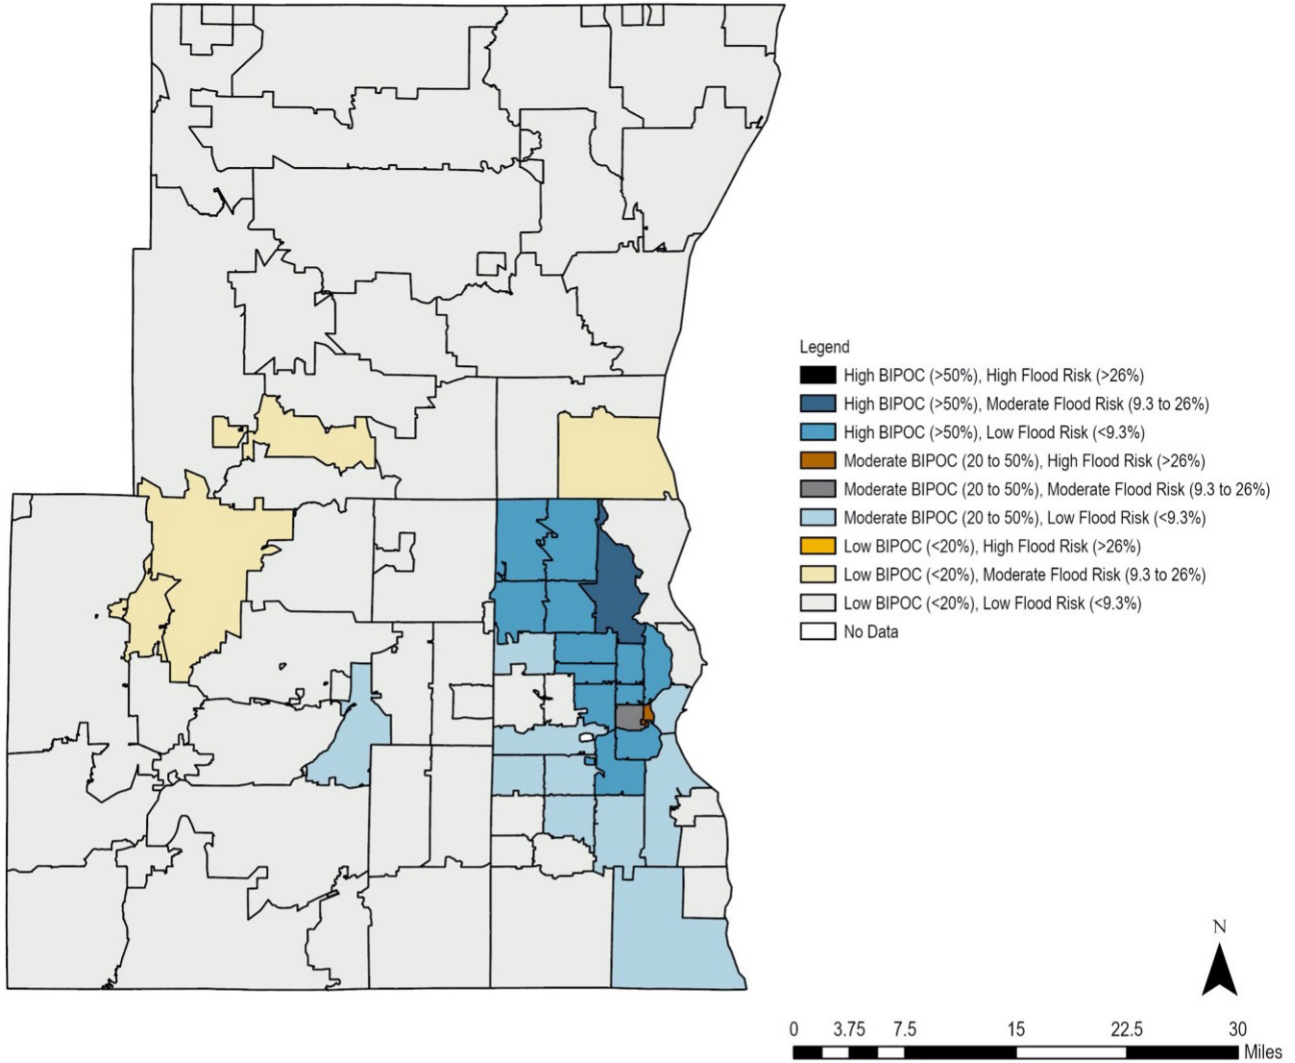 Legend
High BIPOC (>50%), High Flood Risk (>26%)
High BIPOC (>50%), Moderate Flood Risk (9.3 to 26%)
High BIPOC (>50%), Low Flood Risk (<9.3%)
Moderate BIPOC (20 to 50%), High Flood Risk (>26%)
Moderate BIPOC (20 to 50%), Moderate Flood Risk (9.3 to 26%)
Moderate BIPOC (20 to 50%), Low Flood Risk (<9.3%)
Low BIPOC (<20%), High Flood Risk (>26%)
Low BIPOC (<20%), Moderate Flood Risk (9.3 to 26%)
Low BIPOC (<20%), Low Flood Risk (<9.3%)
No Data
N
0 3.75 7.5 15 22.5 30
Miles